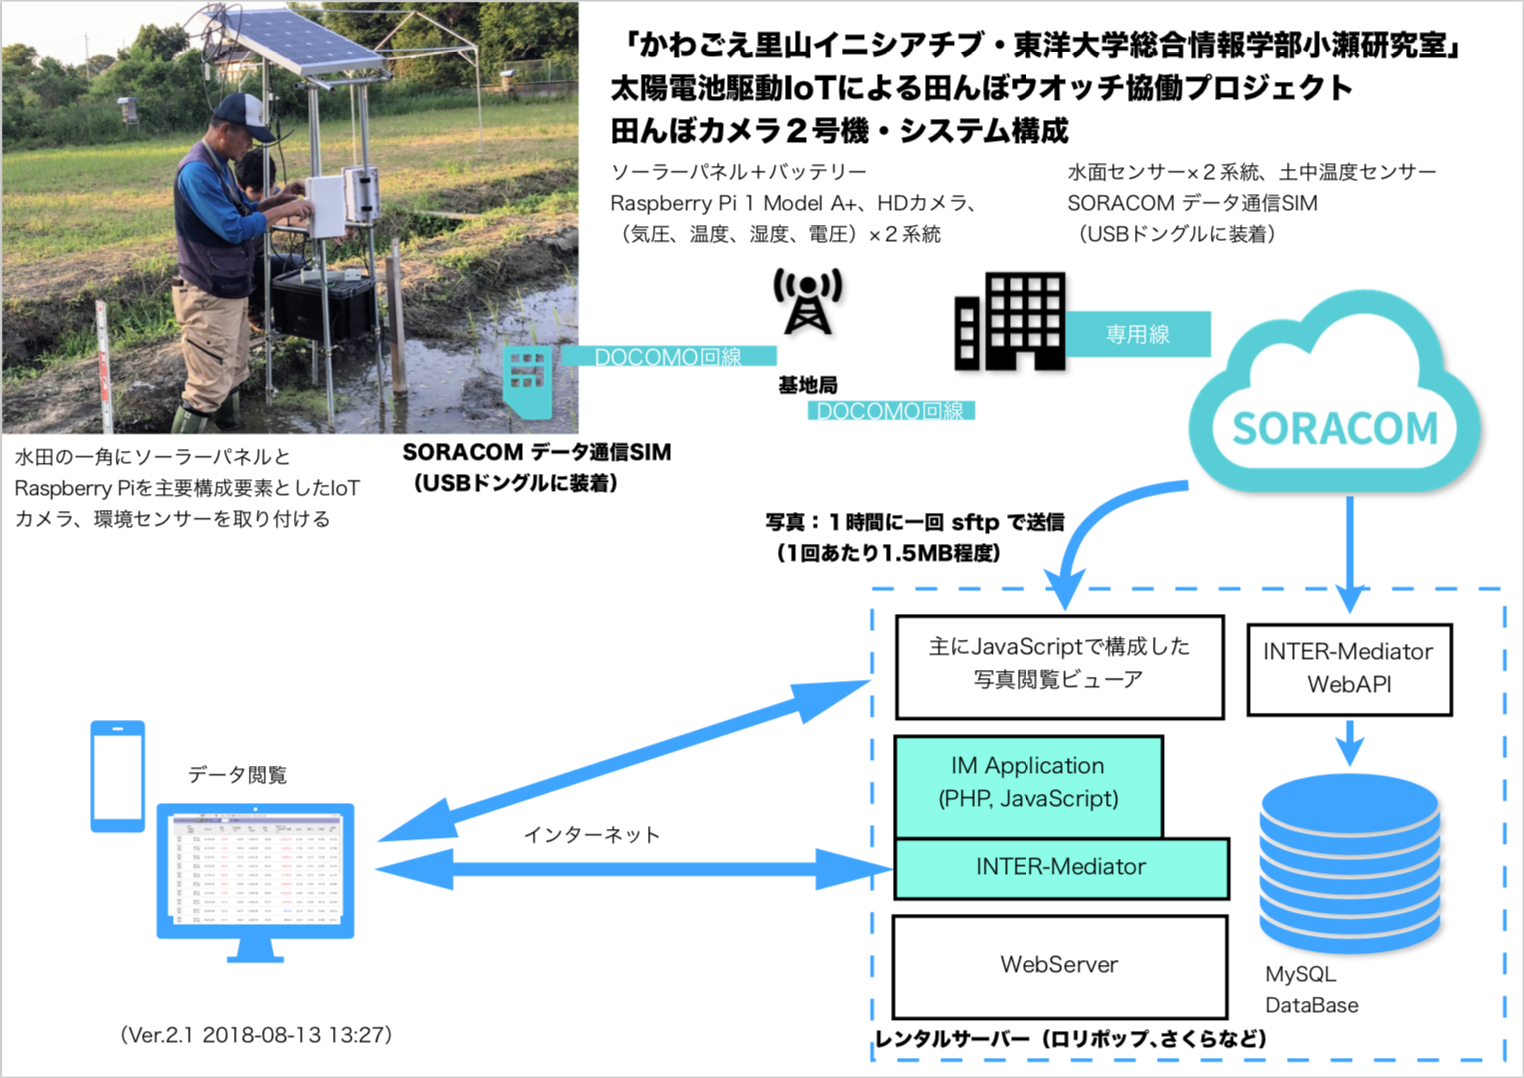 「かわごえ里山イニシアチブ・東洋大学総合情報学部小瀬研究室」
太陽電池駆動IoTによる田んぼウオッチ協働プロジェクト
田んぼカメラ２号機・システム構成
ソーラーパネル＋バッテリー
Raspberry Pi 1 Model A+、HDカメラ、
（気圧、温度、湿度、電圧）×２系統
水面センサー×２系統、土中温度センサー
SORACOM データ通信SIM
（USBドングルに装着）
DOCOMO回線
基地局
DOCOMO回線
専用線
SORACOM
SORACOM データ通信SIM
（USBドングルに装着）
水田の一角にソーラーパネルと
Raspberry Piを主要構成要素としたIoT
カメラ、環境センサーを取り付ける
写真：１時間に一回 sftp で送信
（1回あたり1.5MB程度）
主にJavaScriptで構成した
写真閲覧ビューア
INTER-Mediator
WebAPI
IM Application
(PHP, JavaScript)
INTER-Mediator
WebServer
MySQL
DataBase
レンタルサーバー（ロリポップ、さくらなど）
データ閲覧
インターネット
（Ver.2.1 2018-08-13 13:27）